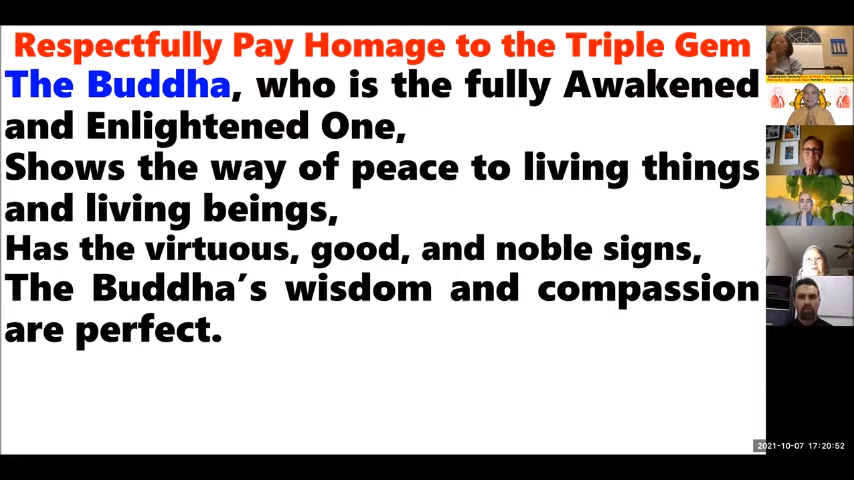 Respectfully Pay Homage to the Triple Gem
The Buddha, who is the fully Awakened
and Enlightened One,
Shows the way of peace to living things
and living beings,
Has the virtuous, good, and noble signs,
The Buddha’s wisdom and compassion
are perfect.
2021-10-07 17:20:52